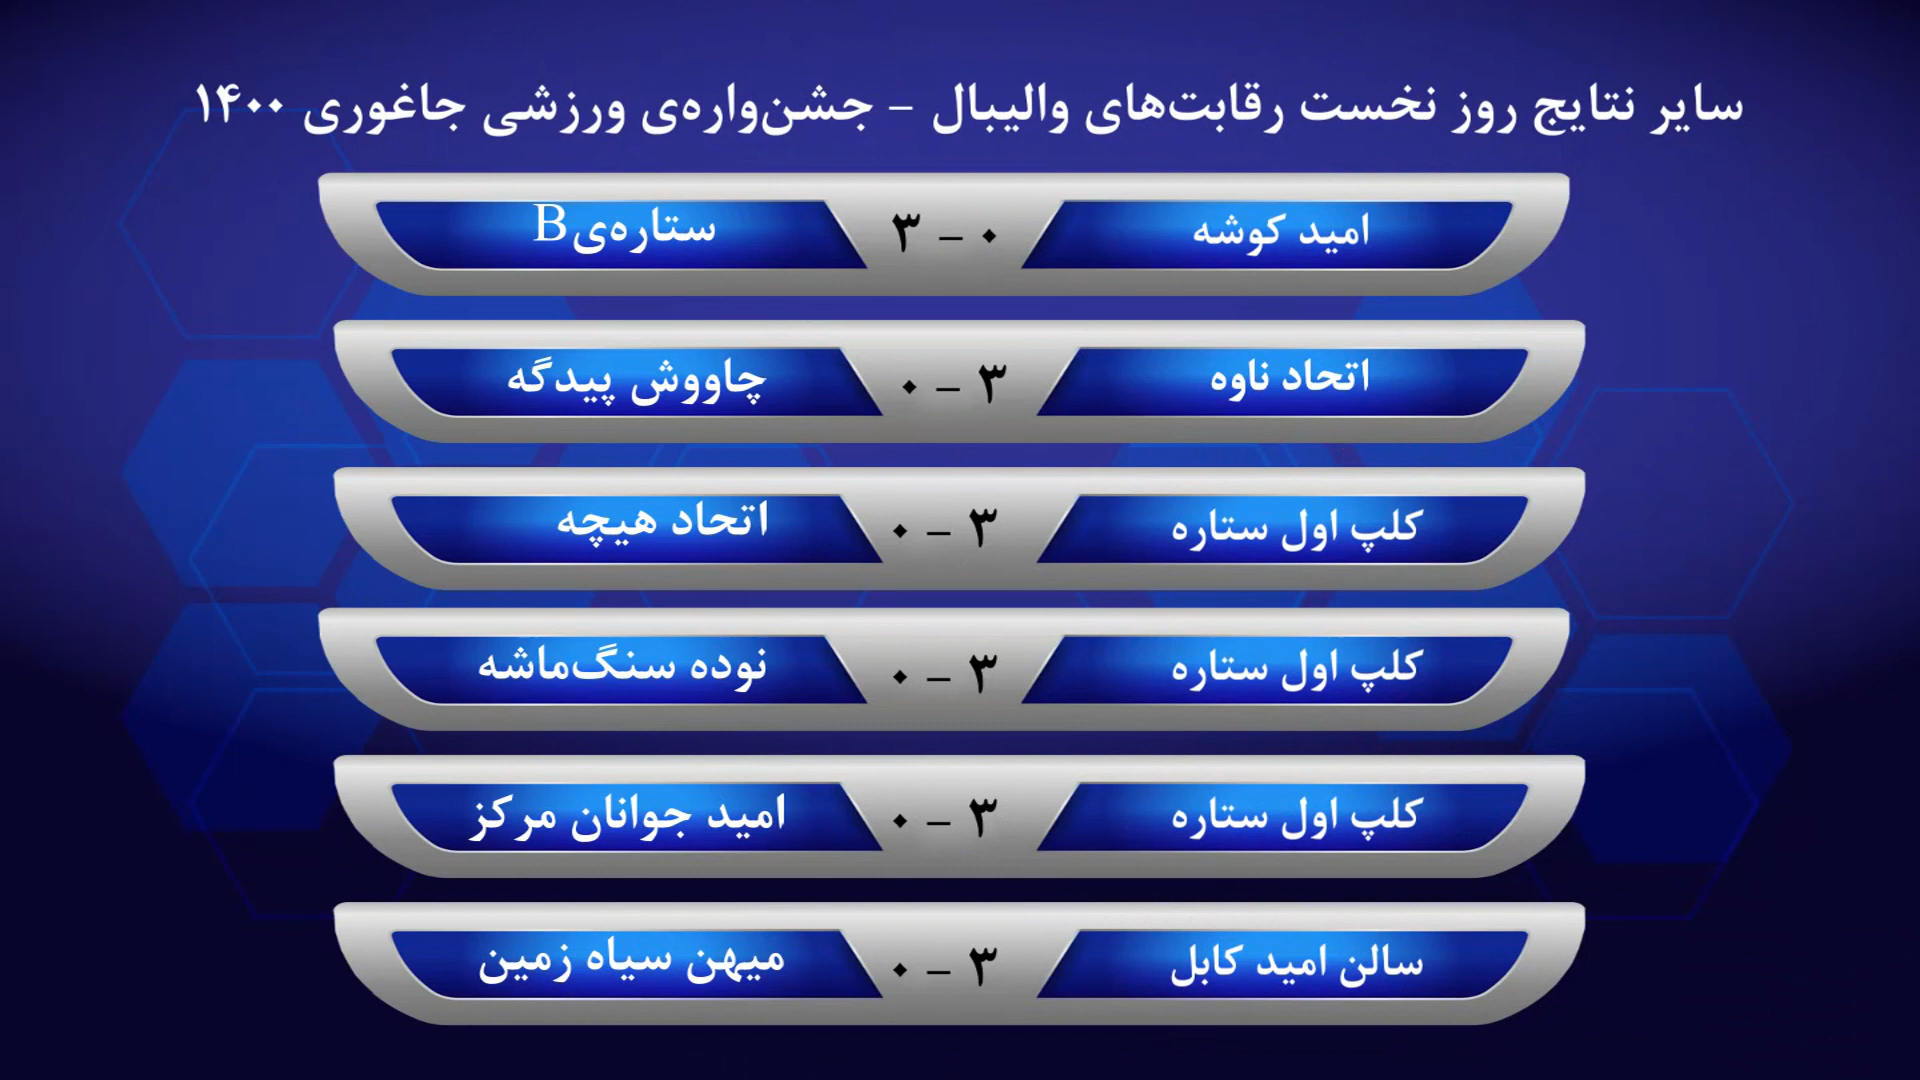 سایر نتایج روز نخست رقابت‌های والیبال - جشن‌واره‌ی ورزشی جاغوری ۱۴۰۰
امید کوشه ۰ - ۳ ستاره‌ی B
اتحاد ناوه ۳ - ۰ چاووش پیدگه
کلپ اول ستاره ۳ - ۰ اتحاد هیچه
کلپ اول ستاره ۳ - ۰ نوده سنگ‌ماشه
کلپ اول ستاره ۳ - ۰ امید جوانان مرکز
سالن امید کابل ۳ - ۰ میهن سیاه زمین